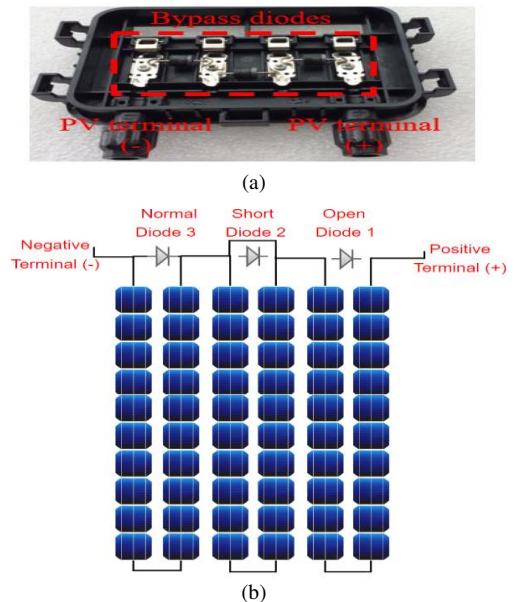 Bypass diodes
PV terminal PV terminal
(-) (+)
(a)
Normal Short Open
Diode 3 Diode 2 Diode 1
Negative Positive
Terminal (-) Terminal (+)
(b)